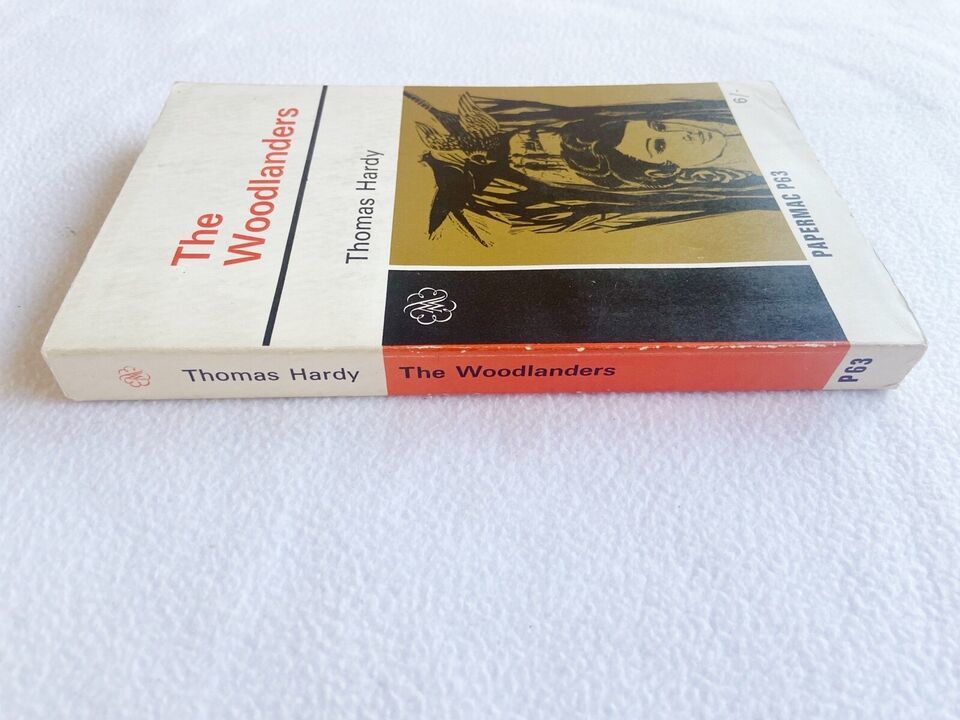 The
Woodlanders
Thomas Hardy
6/-
PAPERMAC P63
Thomas Hardy
The Woodlanders
P63